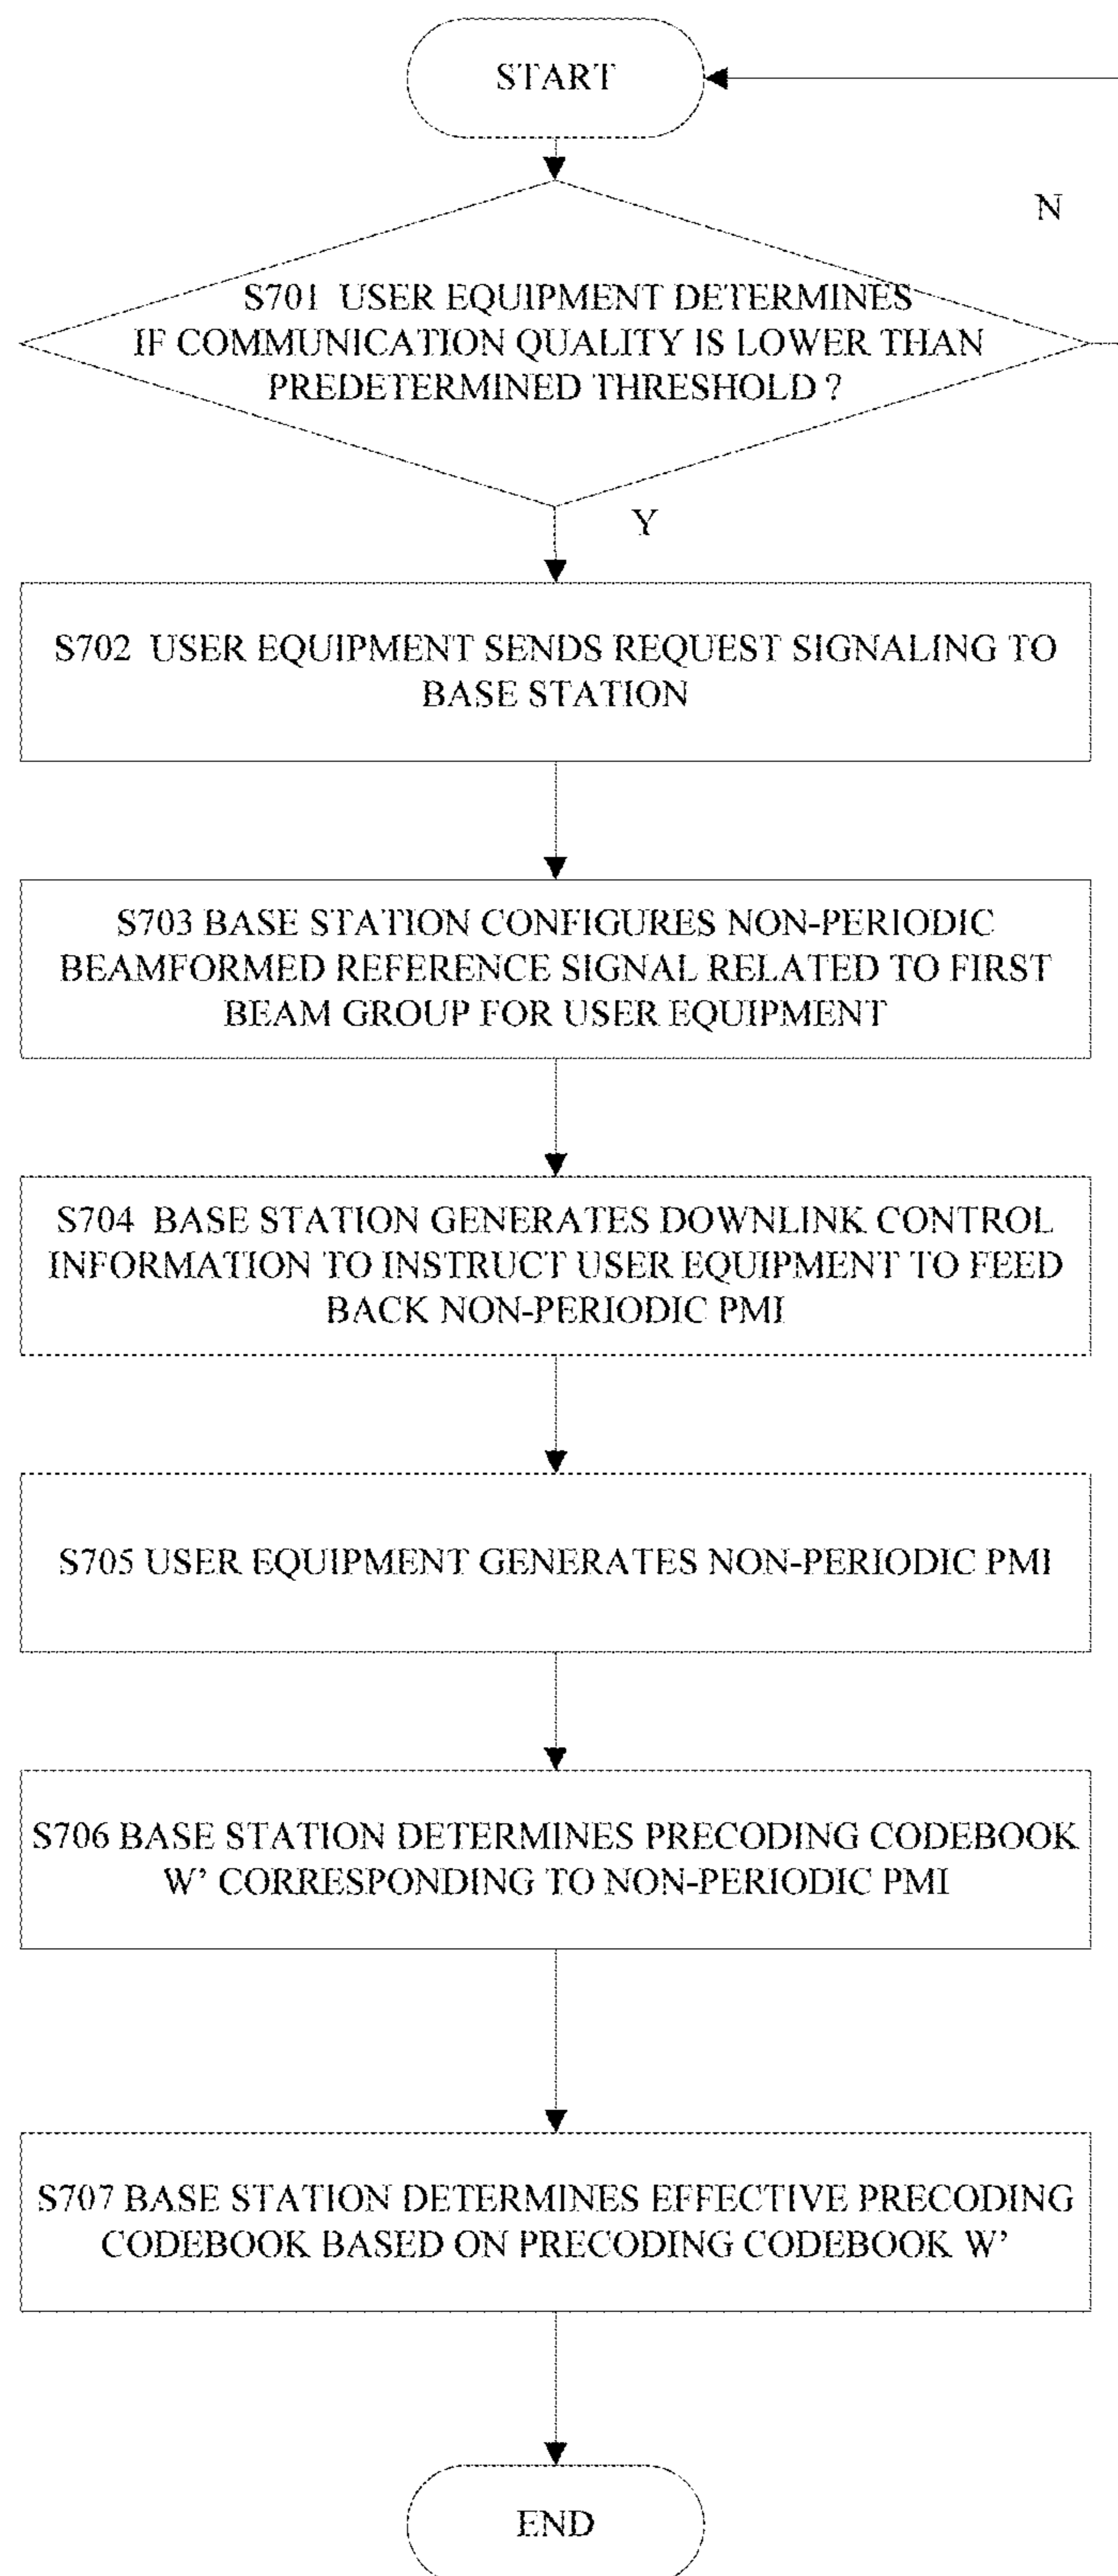 START
N
S701 USER EQUIPMENT DETERMINES
IF COMMUNICATION QUALITY IS LOWER THAN
PREDETERMINED THRESHOLD ?
Y
S702 USER EQUIPMENT SENDS REQUEST SIGNALING TO
BASE STATION
S703 BASE STATION CONFIGURES NON-PERIODIC
BEAMFORMED REFERENCE SIGNAL RELATED TO FIRST
BEAM GROUP FOR USER EQUIPMENT
S704 BASE STATION GENERATES DOWNLINK CONTROL
INFORMATION TO INSTRUCT USER EQUIPMENT TO FEED
BACK NON-PERIODIC PMI
S705 USER EQUIPMENT GENERATES NON-PERIODIC PMI
S706 BASE STATION DETERMINES PRECODING CODEBOOK
W’ CORRESPONDING TO NON-PERIODIC PMI
S707 BASE STATION DETERMINES EFFECTIVE PRECODING
CODEBOOK BASED ON PRECODING CODEBOOK W’
END